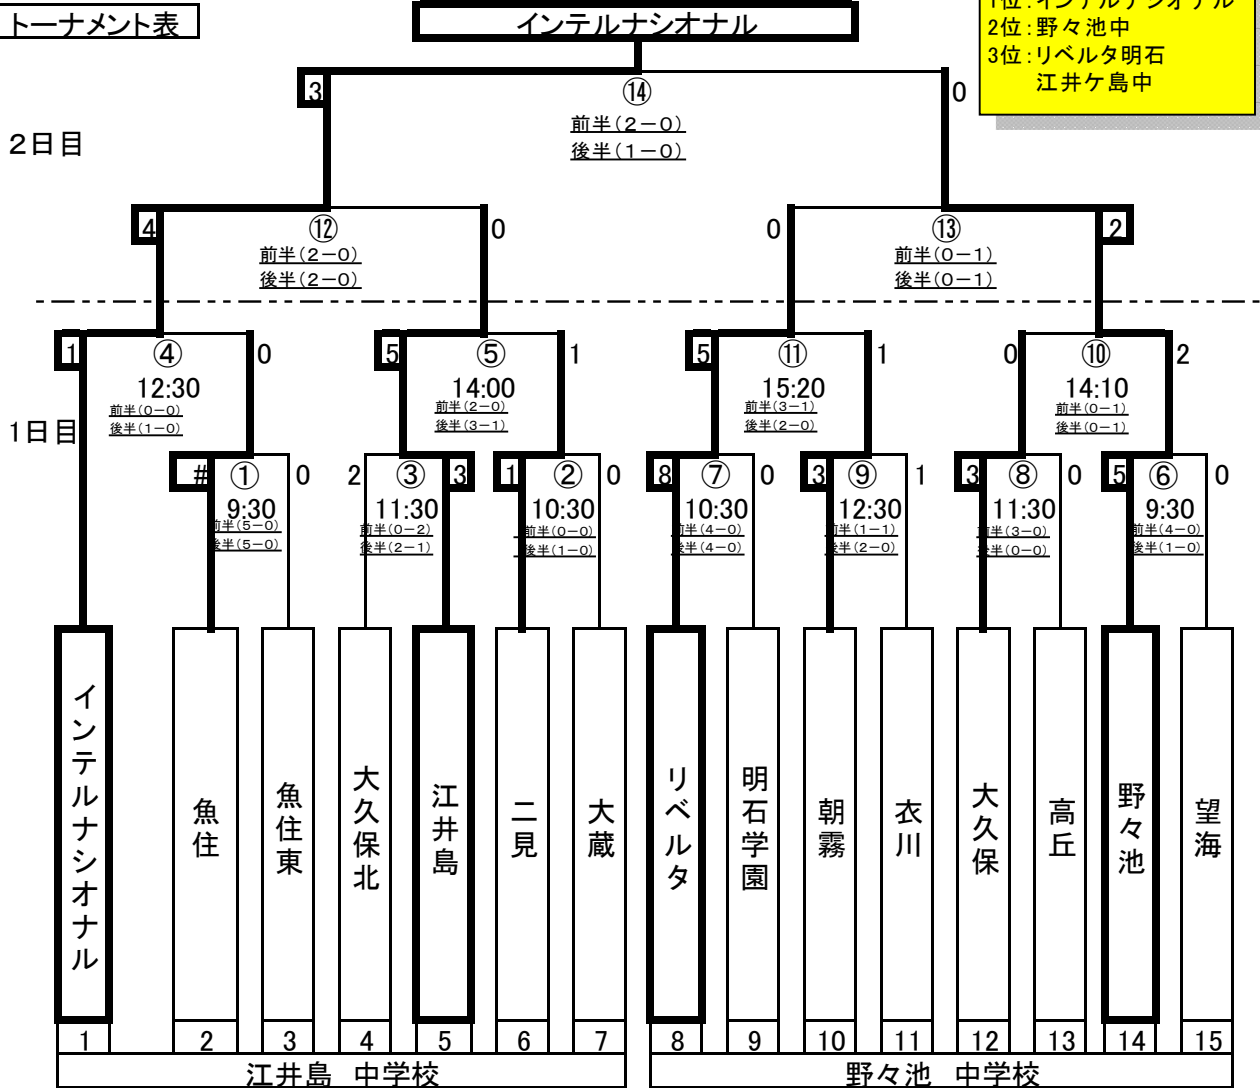 トーナメント表
インテルナシオナル
1位:インテルナシオナル
2位:野々池中
3位:リベルタ明石
江井ケ島中
3
⑭
0
前半(2-0)
後半(1-0)
2日目
4
⑫
0
0
⑬
2
前半(2-0)
後半(2-0)
前半(0-1)
後半(0-1)
1
④
0
5
⑤
1
5
⑪
1
0
⑩
2
12:30
14:00
15:20
14:10
前半(0-0)
後半(1-0)
前半(2-0)
後半(3-1)
前半(3-1)
後半(2-0)
前半(0-1)
後半(0-1)
1日目
#
①
0
2
③
3
1
②
0
8
⑦
0
3
⑨
1
3
⑧
0
5
⑥
0
9:30
11:30
10:30
10:30
12:30
11:30
9:30
前半(5-0)
後半(5-0)
前半(0-2)
後半(2-1)
前半(0-0)
後半(1-0)
前半(4-0)
後半(4-0)
前半(1-1)
後半(2-0)
前半(3-0)
後半(0-0)
前半(4-0)
後半(1-0)
インテルナシオナル
魚住
魚住東
大久保北
江井島
二見
大蔵
リベルタ
明石学園
朝霧
衣川
大久保
高丘
野々池
望海
1
2
3
4
5
6
7
8
9
10
11
12
13
14
15
江井島 中学校
野々池 中学校